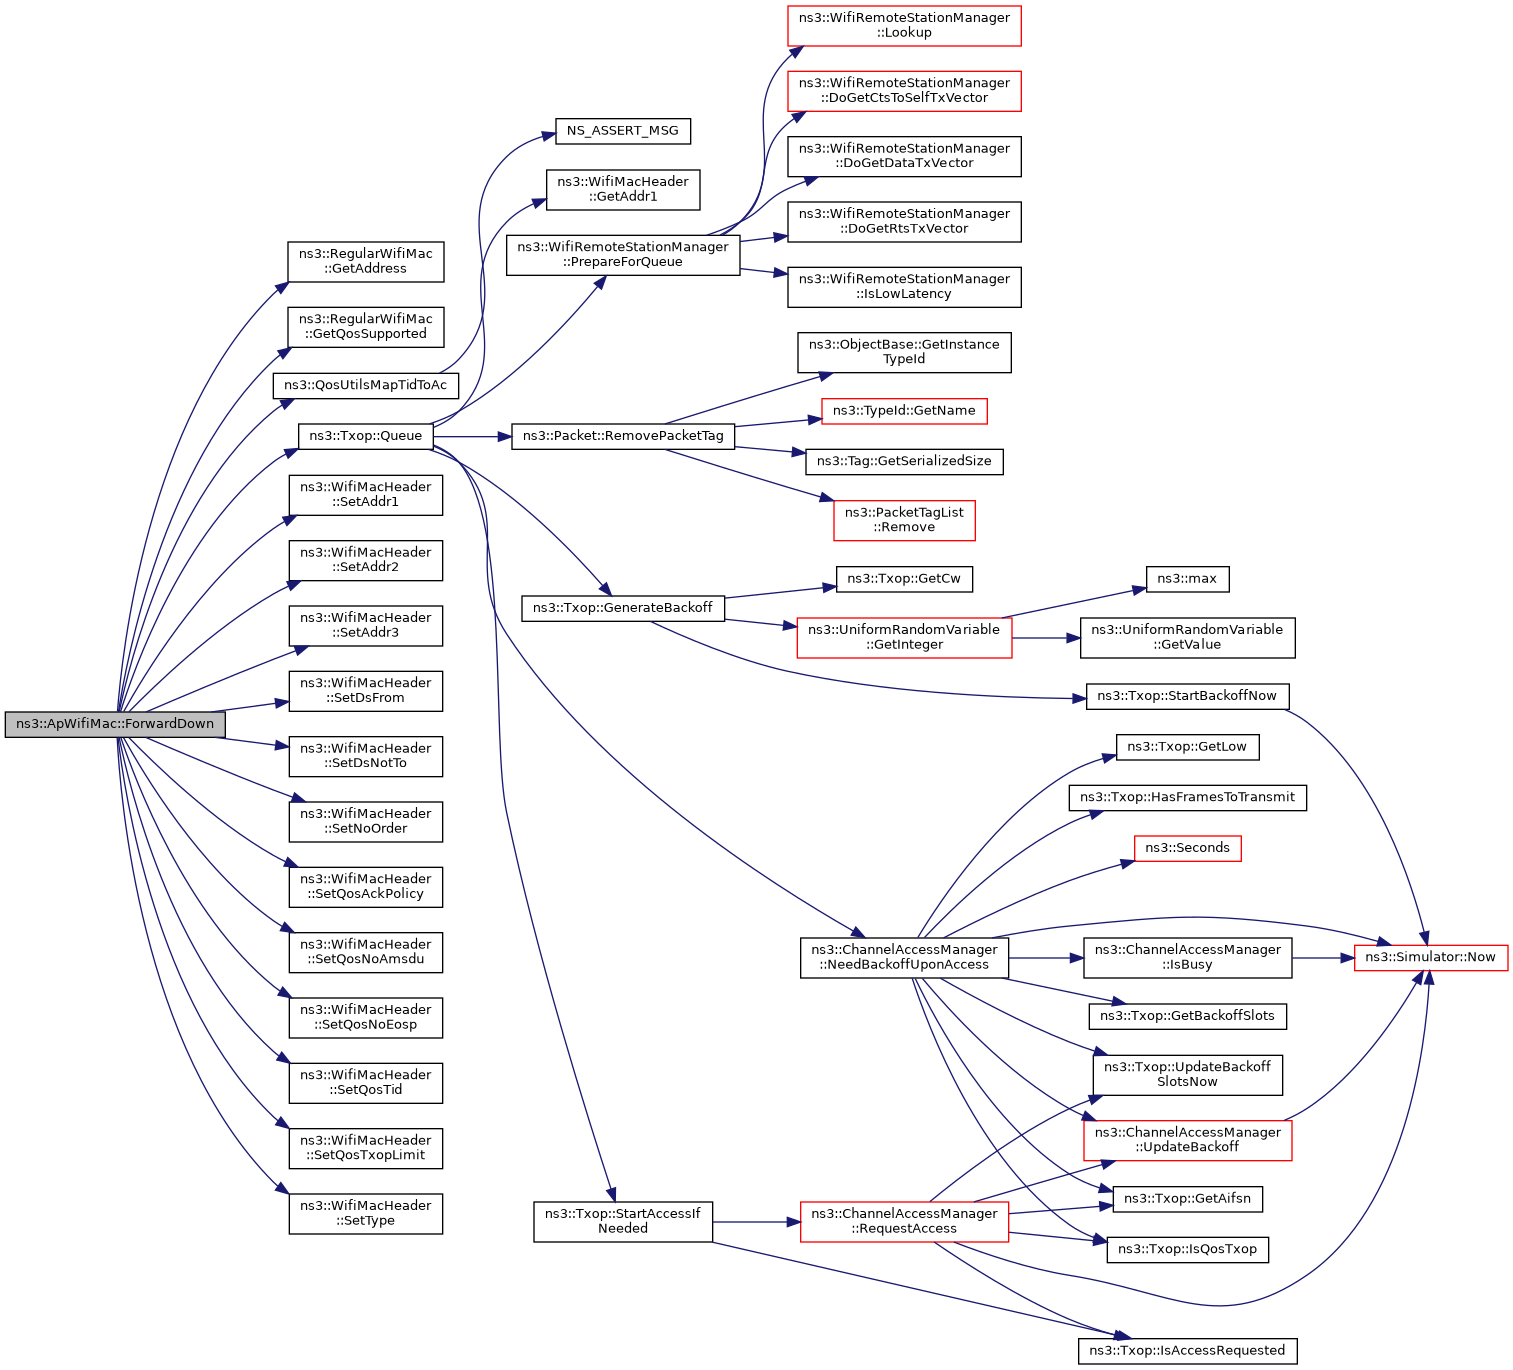 ns3::ApWifiMac::ForwardDown
ns3::RegularWifiMac
::GetAddress
ns3::RegularWifiMac
::GetQosSupported
ns3::QosUtilsMapTidToAc
ns3::Txop::Queue
ns3::WifiMacHeader
::SetAddr1
ns3::WifiMacHeader
::SetAddr2
ns3::WifiMacHeader
::SetAddr3
ns3::WifiMacHeader
::SetDsFrom
ns3::WifiMacHeader
::SetDsNotTo
ns3::WifiMacHeader
::SetNoOrder
ns3::WifiMacHeader
::SetQosAckPolicy
ns3::WifiMacHeader
::SetQosNoAmsdu
ns3::WifiMacHeader
::SetQosNoEosp
ns3::WifiMacHeader
::SetQosTid
ns3::WifiMacHeader
::SetQosTxopLimit
ns3::WifiMacHeader
::SetType
NS_ASSERT_MSG
ns3::WifiMacHeader
::GetAddr1
ns3::WifiRemoteStationManager
::PrepareForQueue
ns3::Packet::RemovePacketTag
ns3::Txop::GenerateBackoff
ns3::Txop::StartAccessIf
Needed
ns3::WifiRemoteStationManager
::Lookup
ns3::WifiRemoteStationManager
::DoGetCtsToSelfTxVector
ns3::WifiRemoteStationManager
::DoGetDataTxVector
ns3::WifiRemoteStationManager
::DoGetRtsTxVector
ns3::WifiRemoteStationManager
::IsLowLatency
ns3::ObjectBase::GetInstance
TypeId
ns3::TypeId::GetName
ns3::Tag::GetSerializedSize
ns3::PacketTagList
::Remove
ns3::Txop::GetCw
ns3::UniformRandomVariable
::GetInteger
ns3::ChannelAccessManager
::NeedBackoffUponAccess
ns3::ChannelAccessManager
::RequestAccess
ns3::max
ns3::UniformRandomVariable
::GetValue
ns3::Txop::StartBackoffNow
ns3::Txop::GetLow
ns3::Txop::HasFramesToTransmit
ns3::Seconds
ns3::ChannelAccessManager
::IsBusy
ns3::Txop::GetBackoffSlots
ns3::Txop::UpdateBackoff
SlotsNow
ns3::ChannelAccessManager
::UpdateBackoff
ns3::Txop::GetAifsn
ns3::Txop::IsQosTxop
ns3::Txop::IsAccessRequested
ns3::Simulator::Now